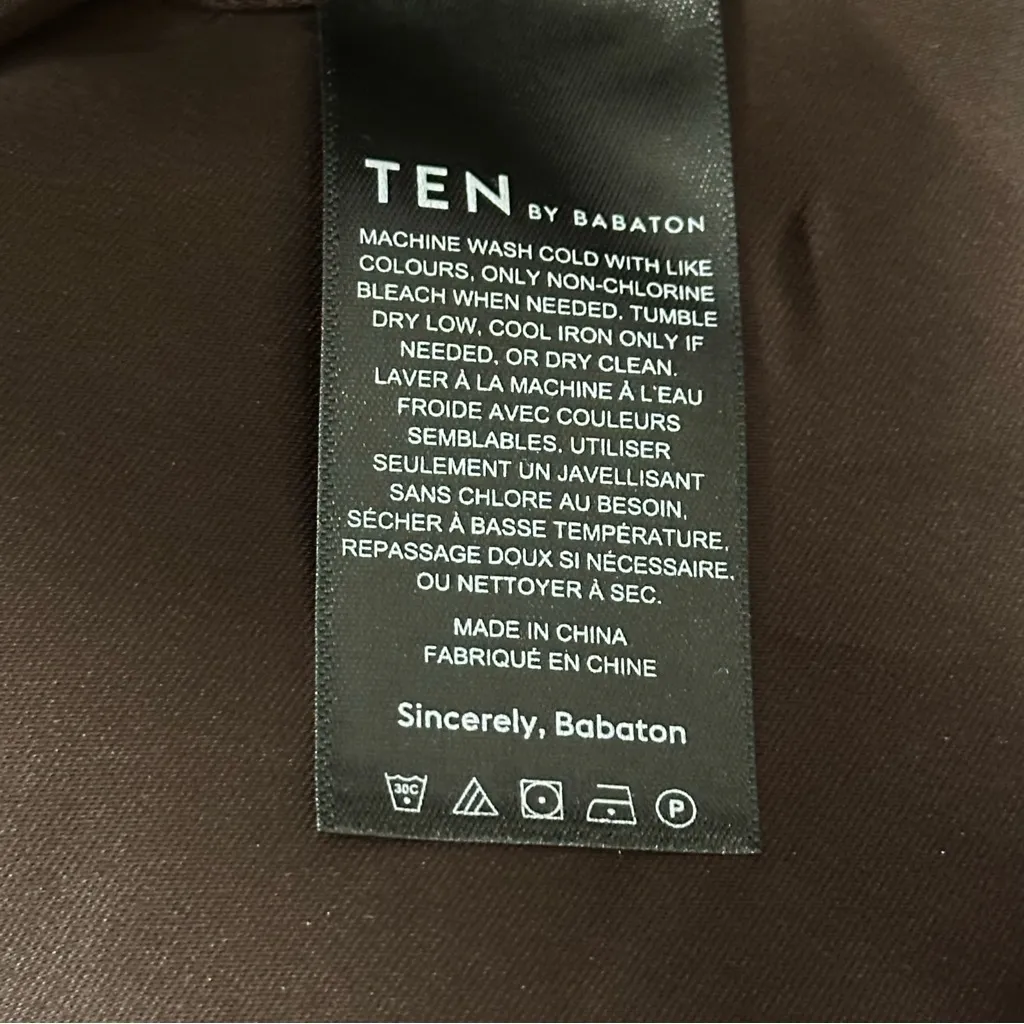 TEN BY BABATON
MACHINE WASH COLD WITH LIKE
COLOURS, ONLY NON-CHLORINE
BLEACH WHEN NEEDED. TUMBLE
DRY LOW, COOL IRON ONLY IF
NEEDED, OR DRY CLEAN.
LAVER À LA MACHINE À L'EAU
FROIDE AVEC COULEURS
SEMBLABLES, UTILISER
SEULEMENT UN JAVELLISANT
SANS CHLORE AU BESOIN,
SÉCHER À BASSE TEMPÉRATURE,
REPASSAGE DOUX SI NÉCESSAIRE,
OU NETTOYER À SEC.
MADE IN CHINA
FABRIQUÉ EN CHINE
Sincerely, Babaton
30C P